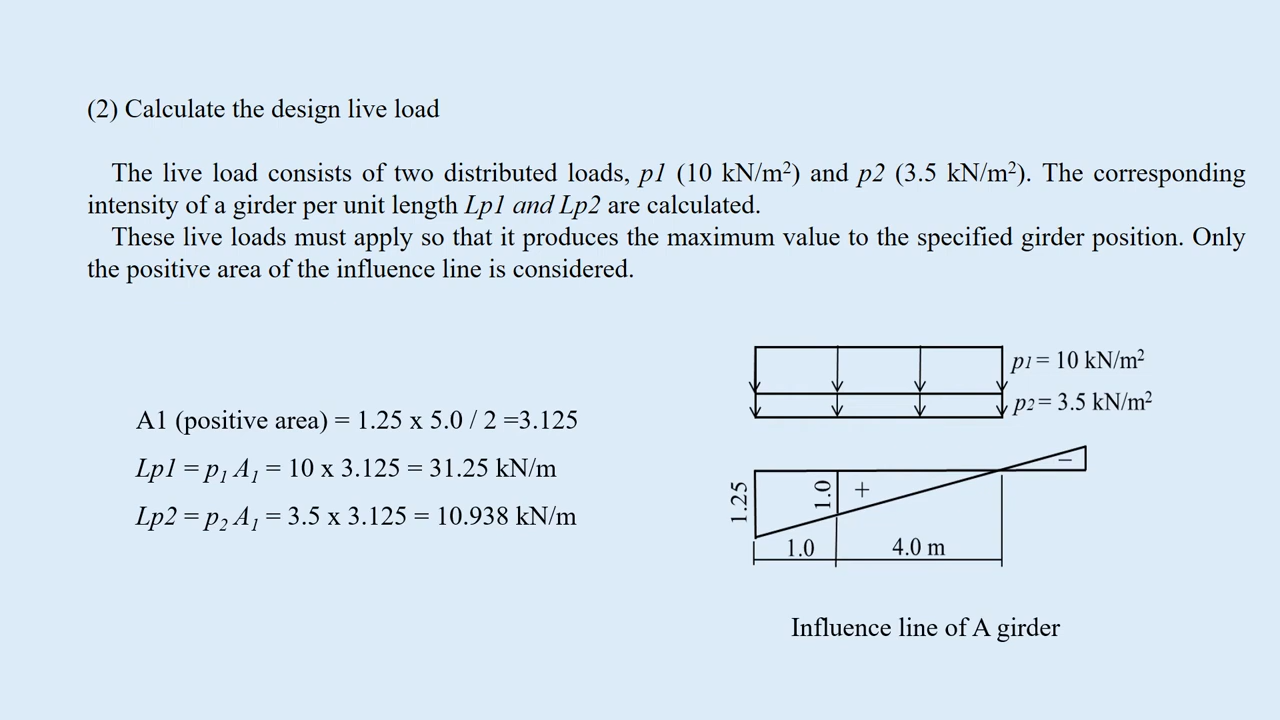 (2) Calculate the design live load
The live load consists of two distributed loads, p1 (10 kN/m²) and p2 (3.5 kN/m²). The corresponding
intensity of a girder per unit length Lp1 and Lp2 are calculated.
These live loads must apply so that it produces the maximum value to the specified girder position. Only
the positive area of the influence line is considered.
p1 = 10 kN/m²
p2 = 3.5 kN/m²
A1 (positive area) = 1.25 x 5.0 / 2 =3.125
Lp1 = p₁ A₁ = 10 x 3.125 = 31.25 kN/m
Lp2 = p₂ A₁ = 3.5 x 3.125 = 10.938 kN/m
−
1.25
1.0
+
1.0
4.0 m
Influence line of A girder